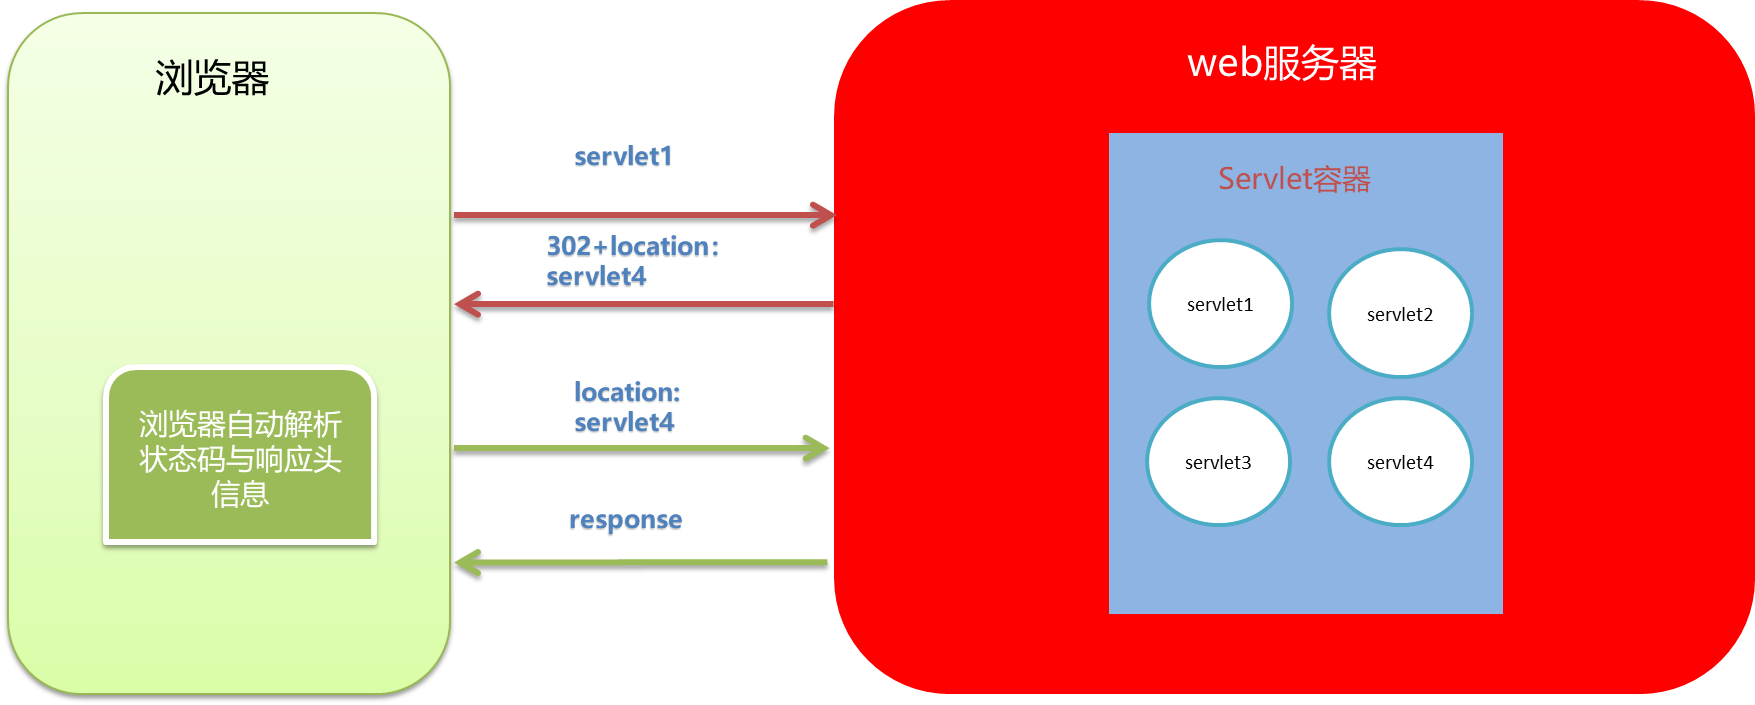 浏览器
web服务器
servlet1
Servlet容器
302+location：
servlet4
servlet1
servlet2
location:
servlet4
浏览器自动解析
状态码与响应头
信息
servlet3
servlet4
response